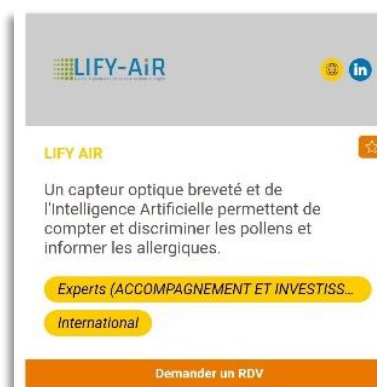 LIFY-AiR
in
LIFY AIR
Un capteur optique breveté et de
l'Intelligence Artificielle permettent de
compter et discriminer les pollens et
informer les allergiques.
Experts (ACCOMPAGNEMENT ET INVESTISS...
International
Demander un RDV